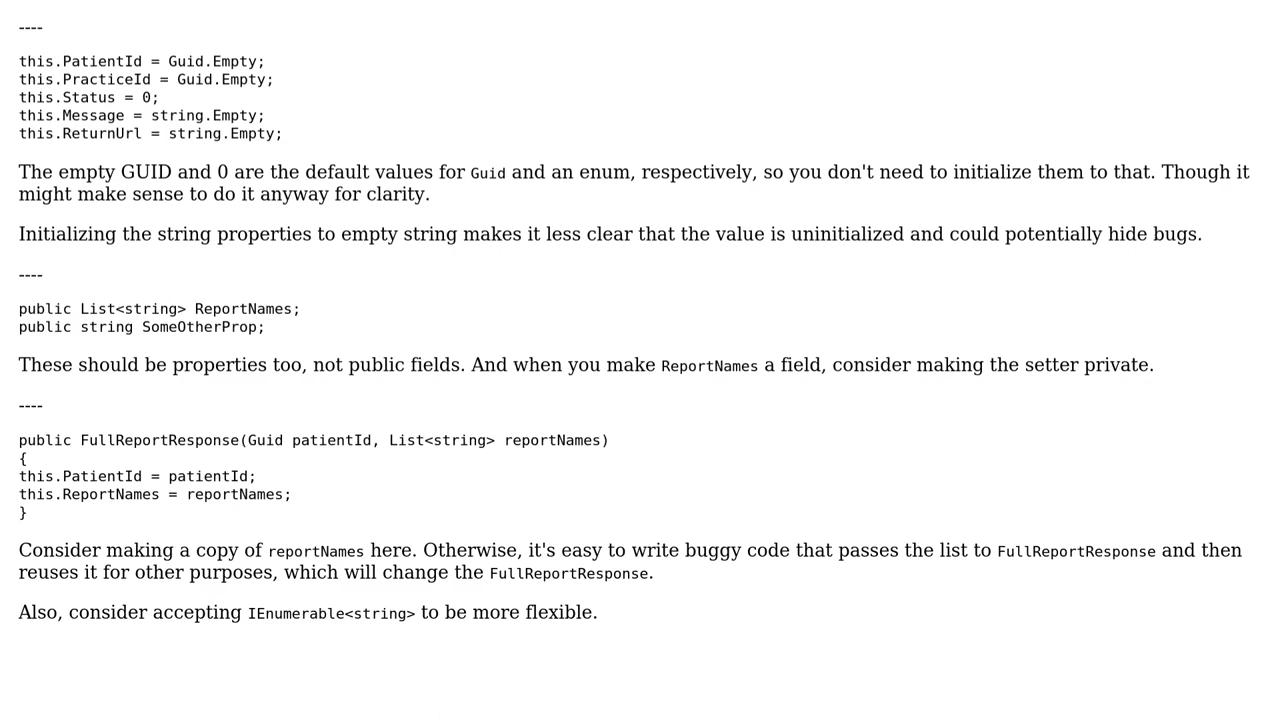 ----
this.PatientId = Guid.Empty;
this.PracticeId = Guid.Empty;
this.Status = 0;
this.Message = string.Empty;
this.ReturnUrl = string.Empty;
The empty GUID and 0 are the default values for Guid and an enum, respectively, so you don't need to initialize them to that. Though it
might make sense to do it anyway for clarity.
Initializing the string properties to empty string makes it less clear that the value is uninitialized and could potentially hide bugs.
----
public List<string> ReportNames;
public string SomeOtherProp;
These should be properties too, not public fields. And when you make ReportNames a field, consider making the setter private.
----
public FullReportResponse(Guid patientId, List<string> reportNames)
{
this.PatientId = patientId;
this.ReportNames = reportNames;
}
Consider making a copy of reportNames here. Otherwise, it's easy to write buggy code that passes the list to FullReportResponse and then
reuses it for other purposes, which will change the FullReportResponse.
Also, consider accepting IEnumerable<string> to be more flexible.